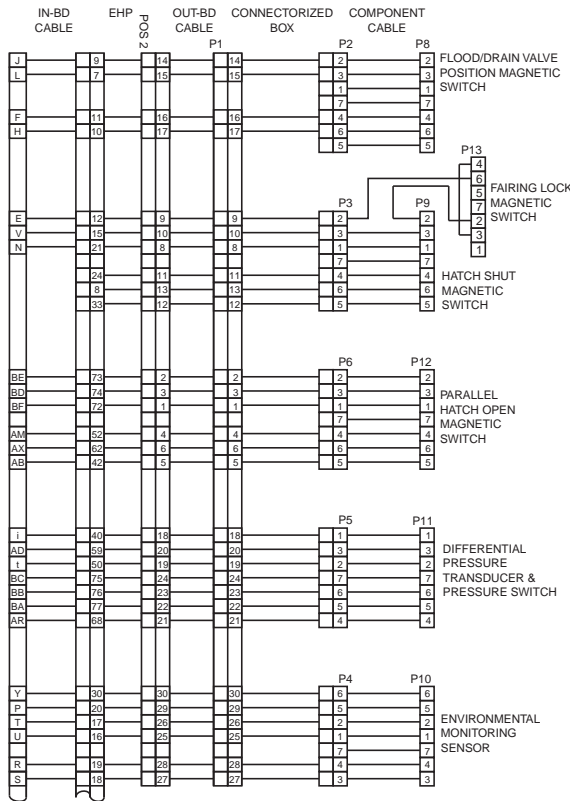 IN-BD CABLE EHP POS 2 OUT-BD CABLE CONNECTORIZED BOX COMPONENT CABLE
P1 P2 P8
J 9 14 14 2 2 FLOOD/DRAIN VALVE
L 7 15 15 3 3 POSITION MAGNETIC
1 1 SWITCH
7 7
F 11 16 16 4 4
H 10 17 17 6 6
5 5
P13
4
6
5 FAIRING LOCK
7 MAGNETIC
2 SWITCH
3
1
P3 P9
E 12 9 9 2 2
V 15 10 10 3 3
N 21 8 8 1 1
7 7
24 11 11 4 4 HATCH SHUT
8 13 13 6 6 MAGNETIC
33 12 12 5 5 SWITCH
P6 P12
BE 73 2 2 2 2
BD 74 3 3 3 3 PARALLEL
BF 72 1 1 1 1 HATCH OPEN
7 7 MAGNETIC
AM 52 4 4 4 4 SWITCH
AX 62 6 6 6 6
AB 42 5 5 5 5
P5 P11
i 40 18 18 1 1
AD 59 20 20 3 3 DIFFERENTIAL
t 50 19 19 2 2 PRESSURE
BC 75 24 24 7 7 TRANSDUCER &
BB 76 23 23 6 6 PRESSURE SWITCH
BA 77 22 22 5 5
AR 68 21 21 4 4
P4 P10
Y 30 30 30 6 6
P 20 29 29 5 5
T 17 26 26 2 2 ENVIRONMENTAL
U 16 25 25 1 1 MONITORING
7 7 SENSOR
R 19 28 28 4 4
S 18 27 27 3 3